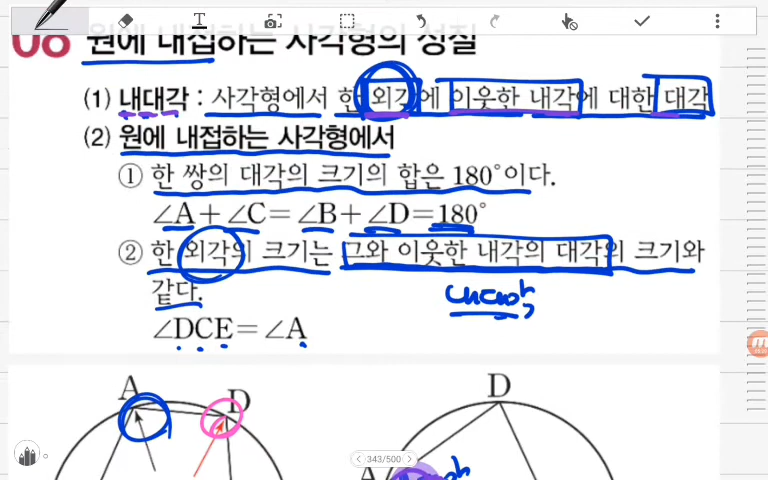 06 원에 내접하는 사각형의 성질
(1) 내대각 : 사각형에서 한 외각에 이웃한 내각에 대한 대각
(2) 원에 내접하는 사각형에서
① 한 쌍의 대각의 크기의 합은 180°이다.
∠A+∠C=∠B+∠D=180°
② 한 외각의 크기는 그와 이웃한 내각의 대각의 크기와
같다.
내대각
∠DCE=∠A
A
D
D
A
343/500